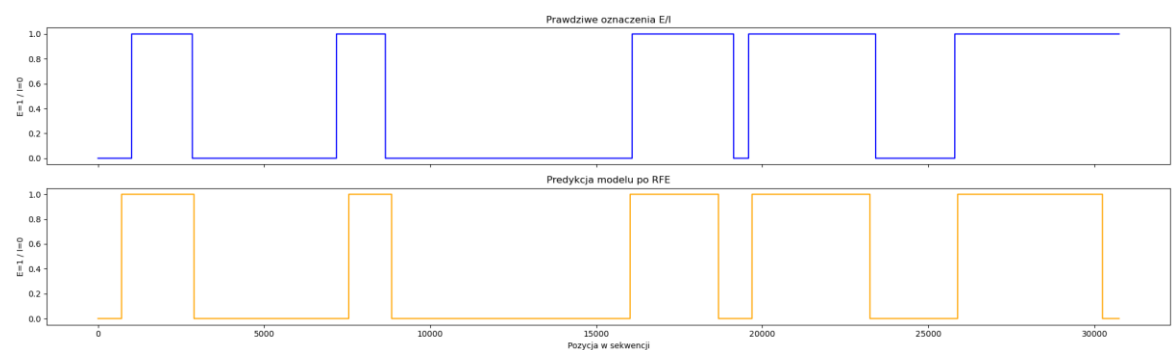 Prawdziwe oznaczenia E/I
1.0
0.8
0.6
0.4
0.2
0.0
E=1 / I=0
Predykcja modelu po RFE
1.0
0.8
0.6
0.4
0.2
0.0
E=1 / I=0
0 5000 10000 15000 20000 25000 30000
Pozycja w sekwencji